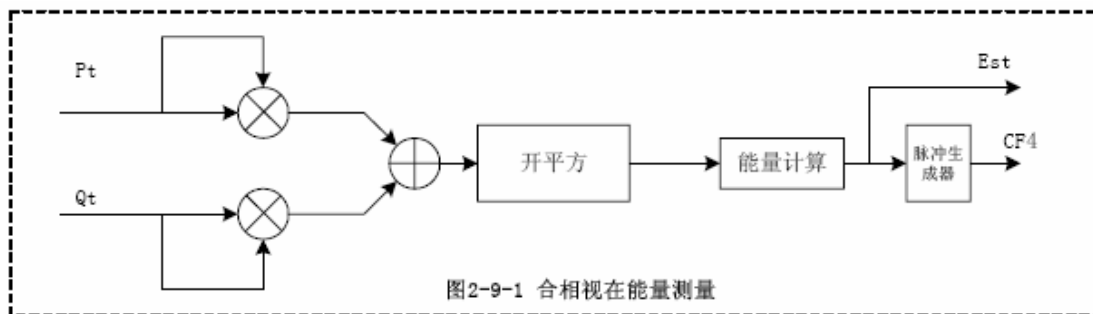 Pt
Est
开平方
能量计算
脉冲生
成器
CF4
Qt
图2-9-1 合相视在能量测量